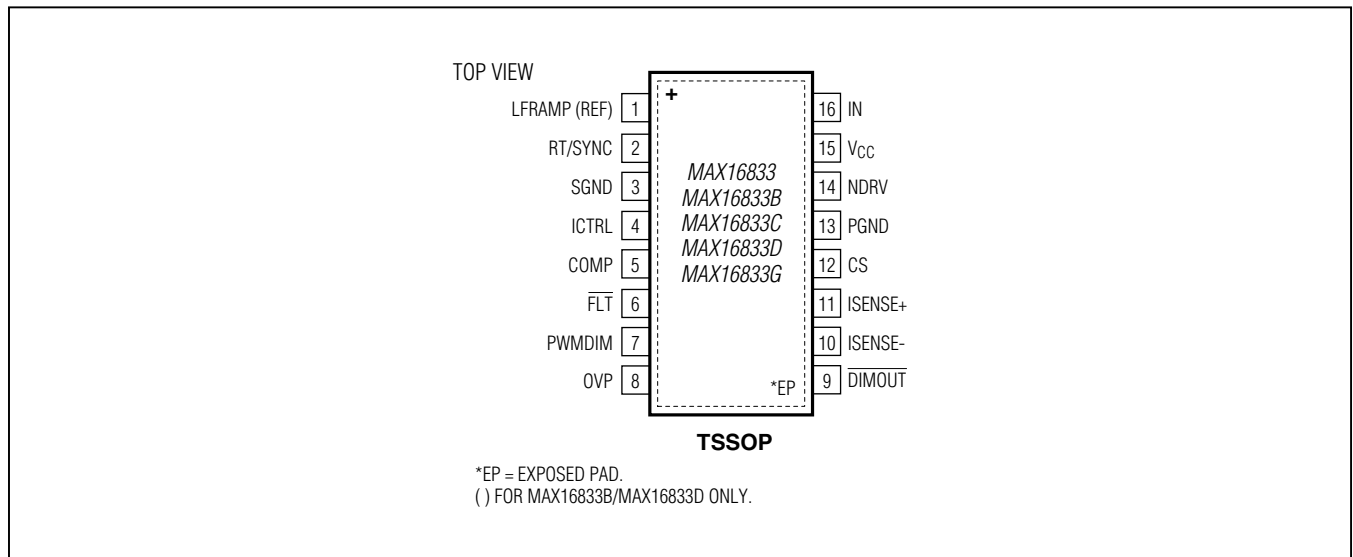 TOP VIEW
+
LFRAMP (REF) 1
RT/SYNC 2
SGND 3
ICTRL 4
COMP 5
F̅L̅T̅ 6
PWMDIM 7
OVP 8
MAX16833
MAX16833B
MAX16833C
MAX16833D
MAX16833G
*EP
16 IN
15 VCC
14 NDRV
13 PGND
12 CS
11 ISENSE+
10 ISENSE-
9 D̅I̅M̅O̅U̅T̅
TSSOP
*EP = EXPOSED PAD.
( ) FOR MAX16833B/MAX16833D ONLY.